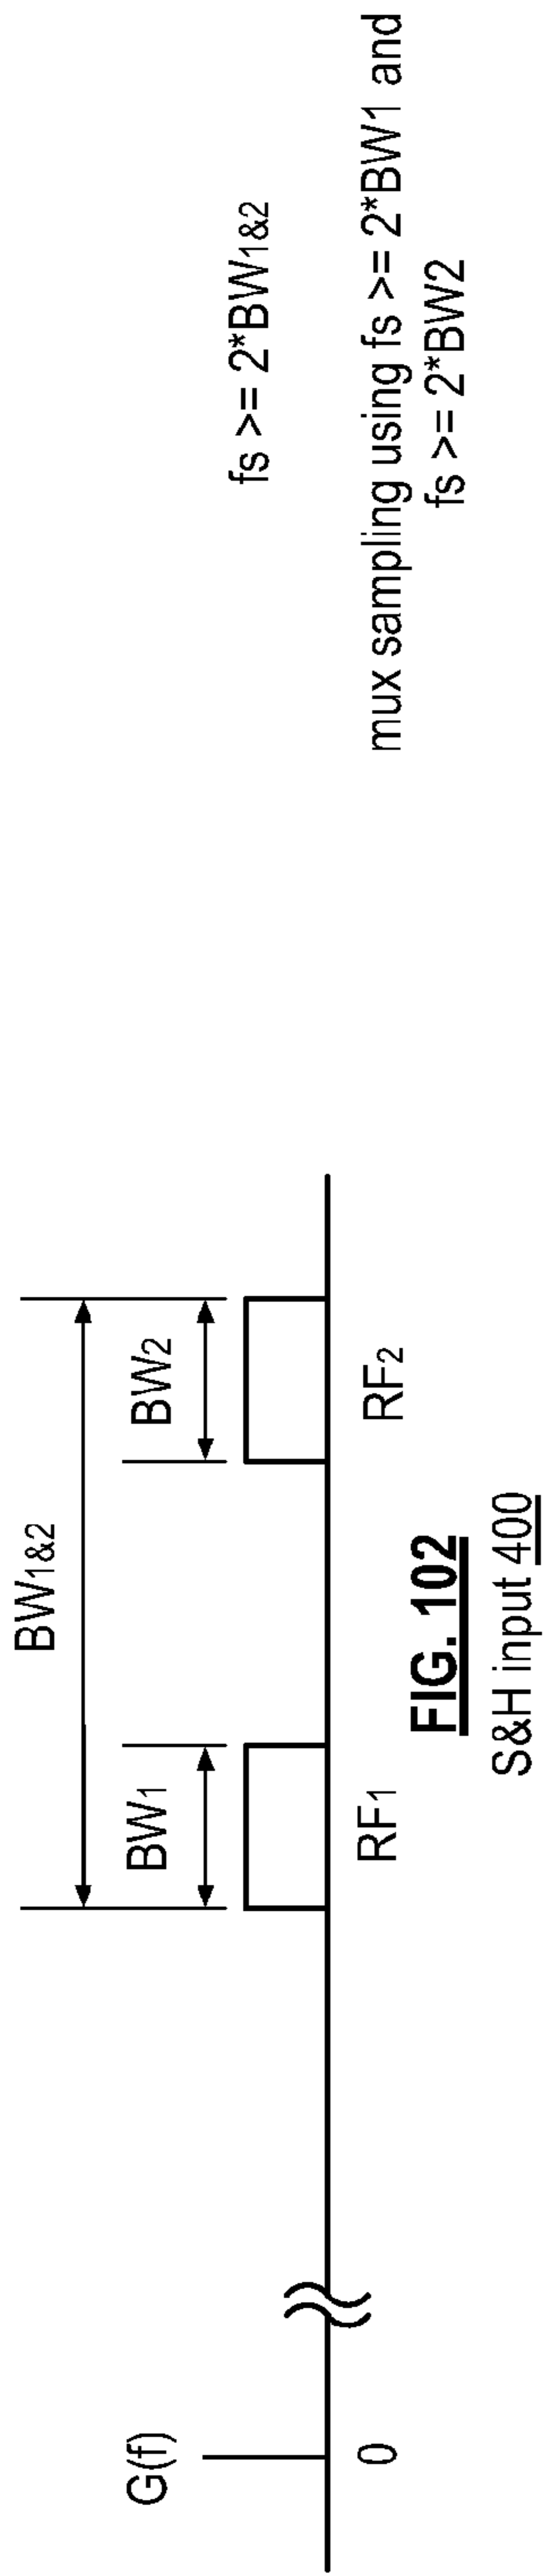 BW1&2
BW1
BW2
G(f)
0
RF1
RF2
fs >= 2*BW1&2
mux sampling using fs >= 2*BW1 and
fs >= 2*BW2
FIG. 102
S&H input 400